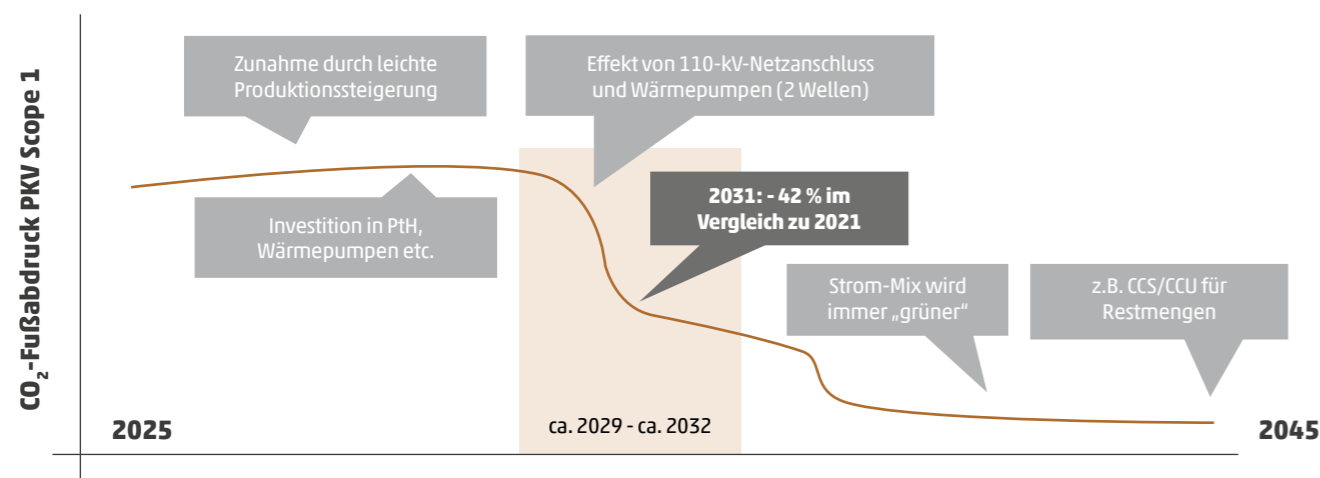 CO₂-Fußabdruck PKV Scope 1
Zunahme durch leichte
Produktionssteigerung
Effekt von 110-kV-Netzanschluss
und Wärmepumpen (2 Wellen)
Investition in PtH,
Wärmepumpen etc.
2031: - 42 % im
Vergleich zu 2021
Strom-Mix wird
immer „grüner“
z.B. CCS/CCU für
Restmengen
2025
ca. 2029 - ca. 2032
2045